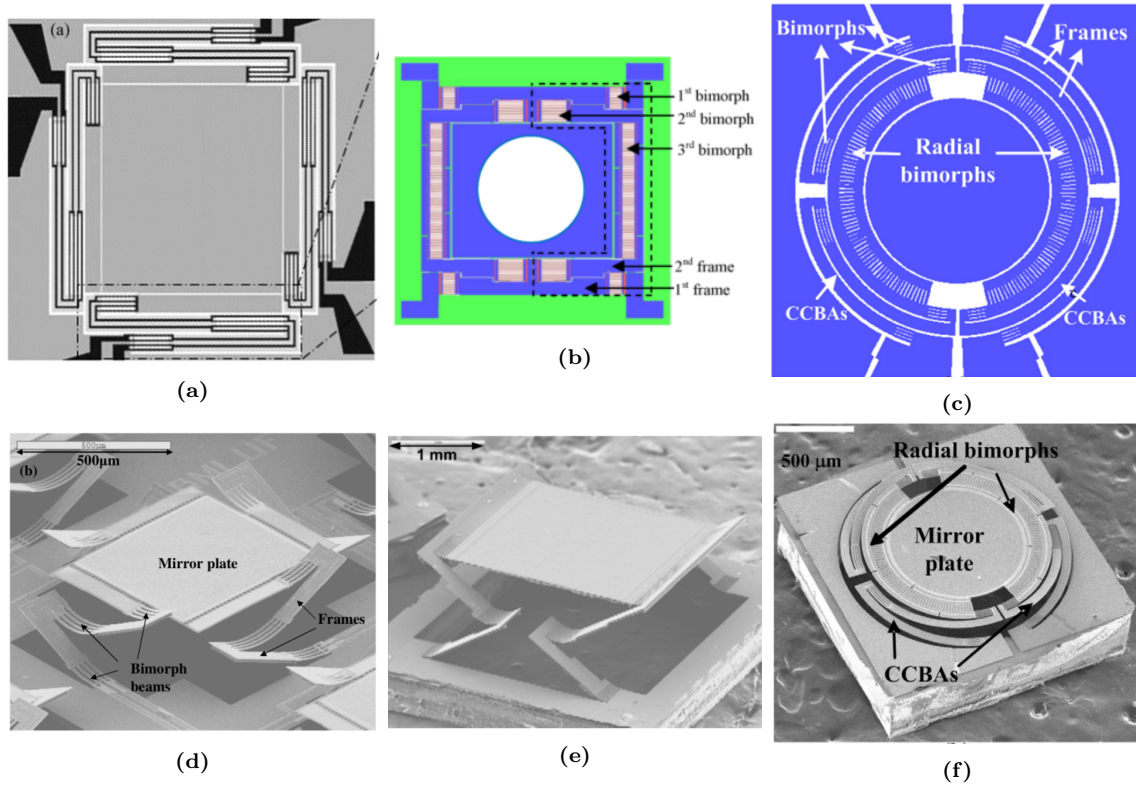 (a)
(a)
1st bimorph
2nd bimorph
3rd bimorph
2nd frame
1st frame
(b)
Bimorphs
Frames
Radial
bimorphs
CCBAs
CCBAs
(c)
500μm
500μm
(b)
Mirror plate
Frames
Bimorph
beams
(d)
1 mm
(e)
500 μm
Radial bimorphs
Mirror
plate
CCBAs
(f)